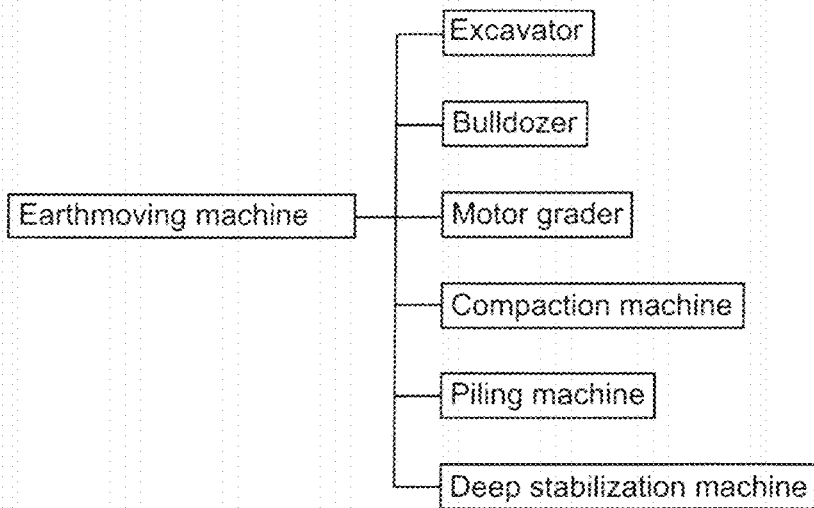 Excavator
Bulldozer
Earthmoving machine
Motor grader
Compaction machine
Piling machine
Deep stabilization machine